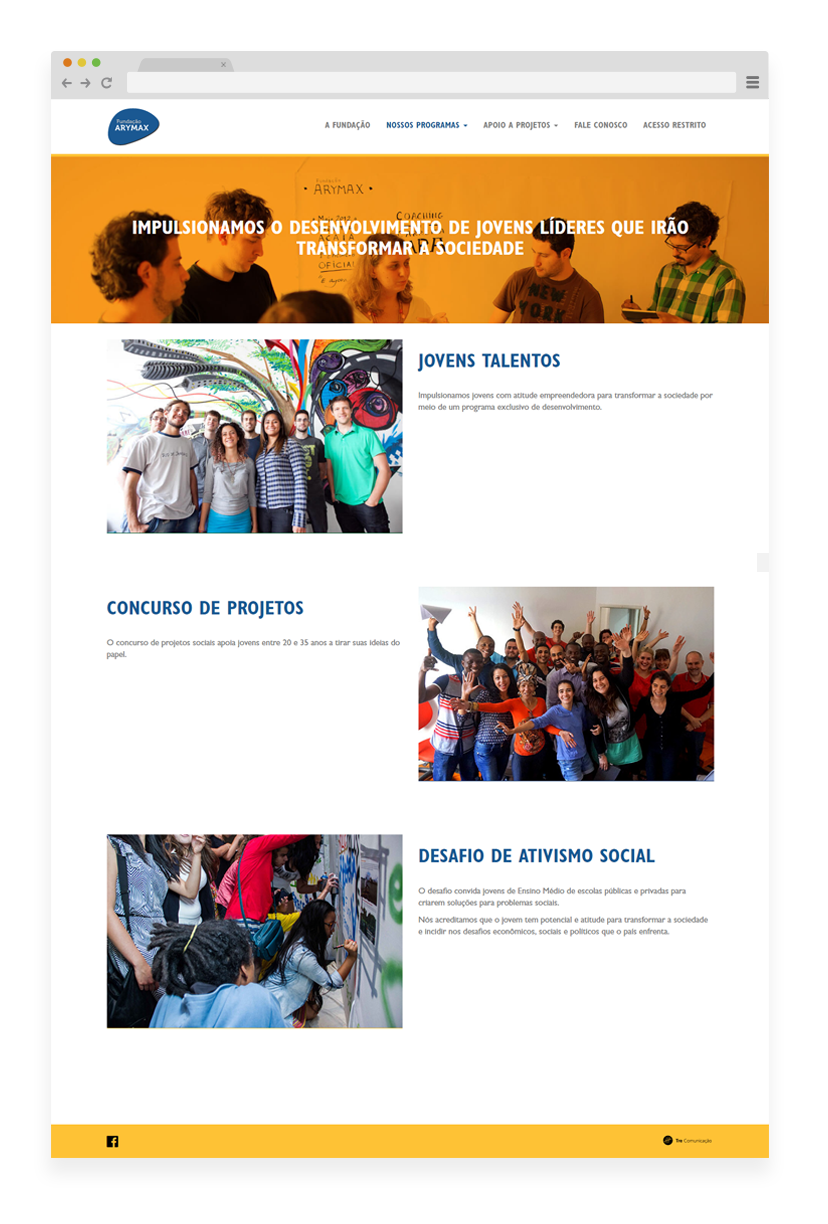 Fundação
ARYMAX
A FUNDAÇÃO
NOSSOS PROGRAMAS
APOIO A PROJETOS
FALE CONOSCO
ACESSO RESTRITO
• ARYMAX •
COACHING
OFICIAL
IMPULSIONAMOS O DESENVOLVIMENTO DE JOVENS LÍDERES QUE IRÃO
TRANSFORMAR A SOCIEDADE
NEW
YORK
JOVENS TALENTOS
Impulsionamos jovens com atitude empreendedora para transformar a sociedade por
meio de um programa exclusivo de desenvolvimento.
CONCURSO DE PROJETOS
O concurso de projetos sociais apoia jovens entre 20 e 35 anos a tirar suas ideias do
papel.
DESAFIO DE ATIVISMO SOCIAL
O desafio convida jovens de Ensino Médio de escolas públicas e privadas para
criarem soluções para problemas sociais.
Nós acreditamos que o jovem tem potencial e atitude para transformar a sociedade
e incidir nos desafios econômicos, sociais e políticos que o país enfrenta.
Tre Comunicação